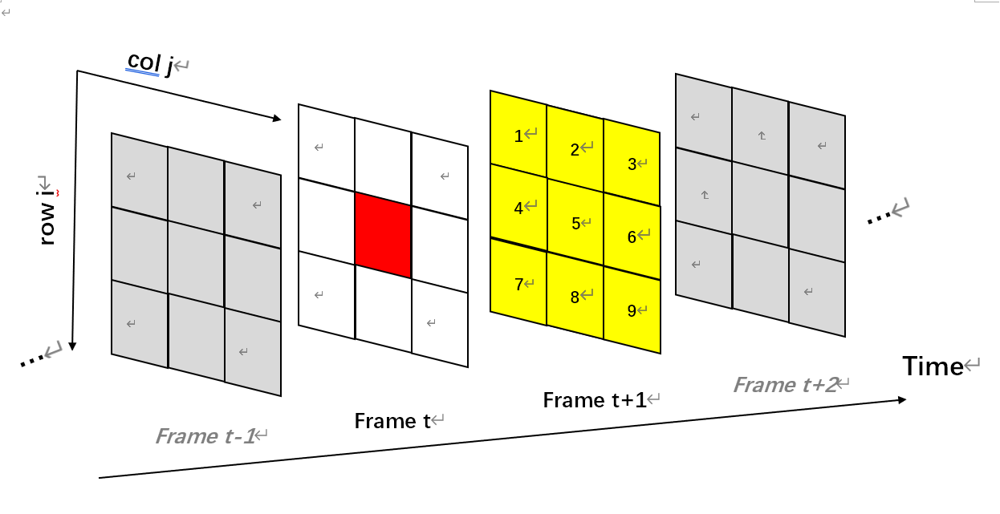 col j
row i
1
2
3
4
5
6
7
8
9
...
...
Time
Frame t+2
Frame t+1
Frame t
Frame t-1